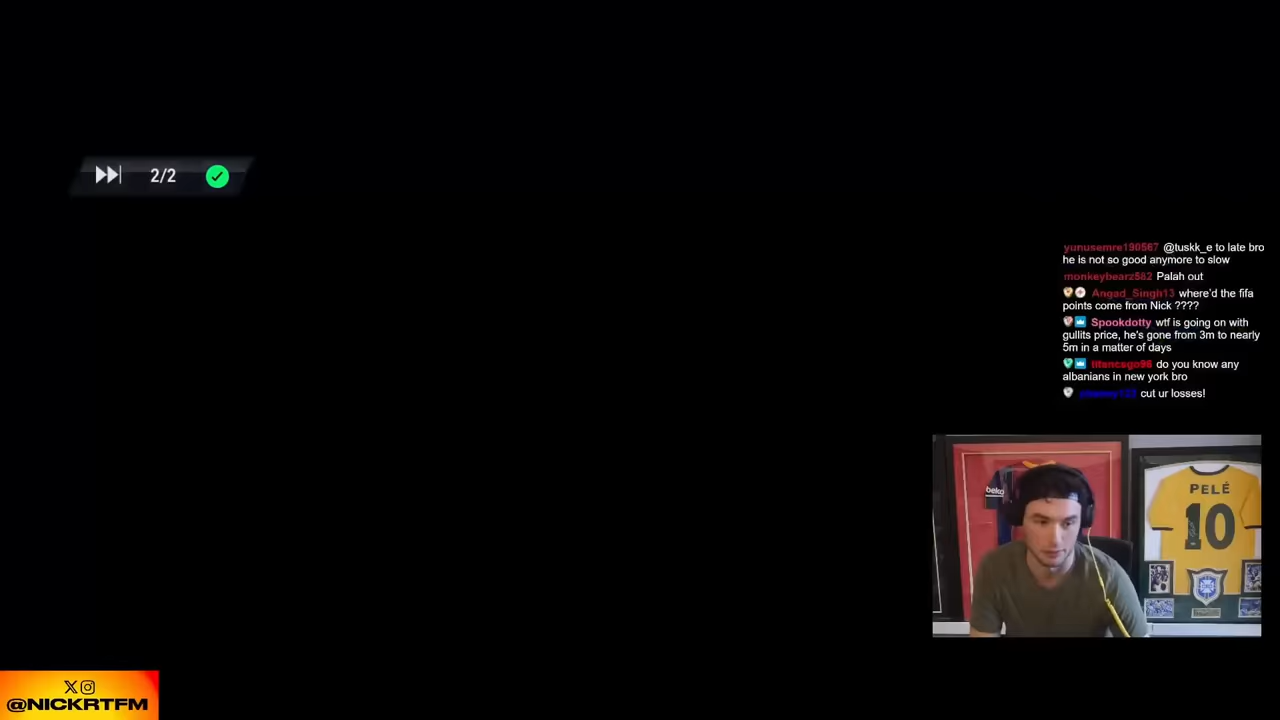 2/2
yunusemre190567 @tuskk_e to late bro
he is not so good anymore to slow
monkeybearz582 Palah out
Angad_Singh13 where'd the fifa
points come from Nick ????
Spookdotty wtf is going on with
gullits price, he's gone from 3m to nearly
5m in a matter of days
do you know any
albanians in new york bro
cut ur losses!
beko
PELÉ
10
@NICKRTFM